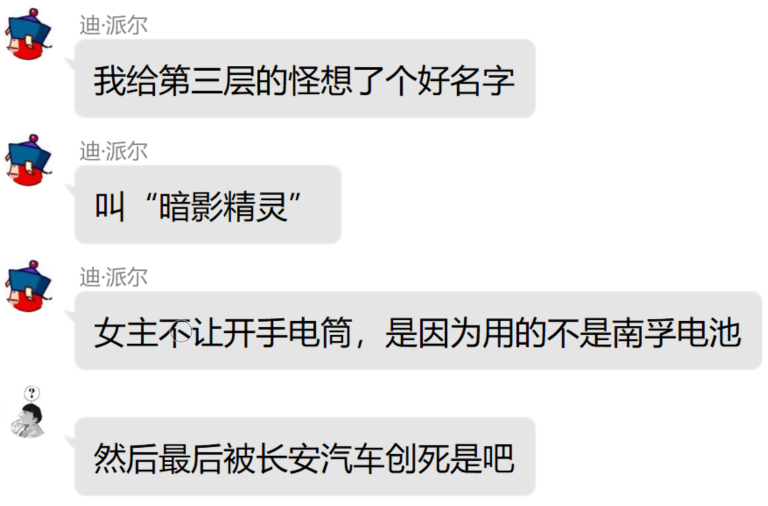 迪·派尔
我给第三层的怪想了个好名字
迪·派尔
叫“暗影精灵”
迪·派尔
女主不让开手电筒，是因为用的不是南孚电池
?
然后最后被长安汽车创死是吧